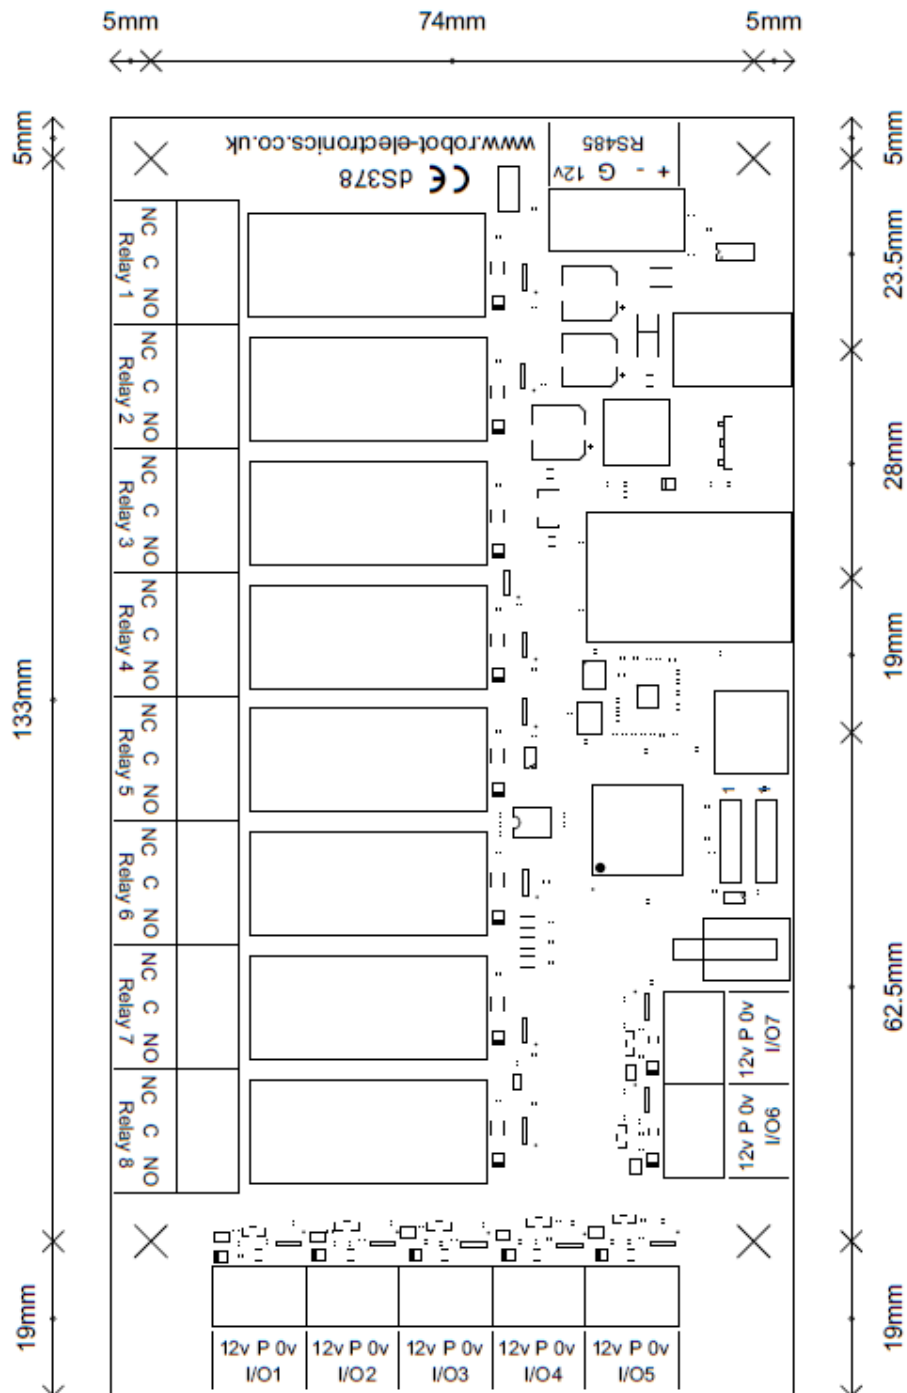 5mm
74mm
5mm
5mm
133mm
19mm
5mm
23.5mm
28mm
19mm
62.5mm
19mm
www.robot-electronics.co.uk
CE dS378
RS485
+ - G 12v
NC C NO
Relay 1
NC C NO
Relay 2
NC C NO
Relay 3
NC C NO
Relay 4
NC C NO
Relay 5
NC C NO
Relay 6
NC C NO
Relay 7
NC C NO
Relay 8
1
12v P 0v
I/O7
12v P 0v
I/O6
12v P 0v
I/O1
12v P 0v
I/O2
12v P 0v
I/O3
12v P 0v
I/O4
12v P 0v
I/O5